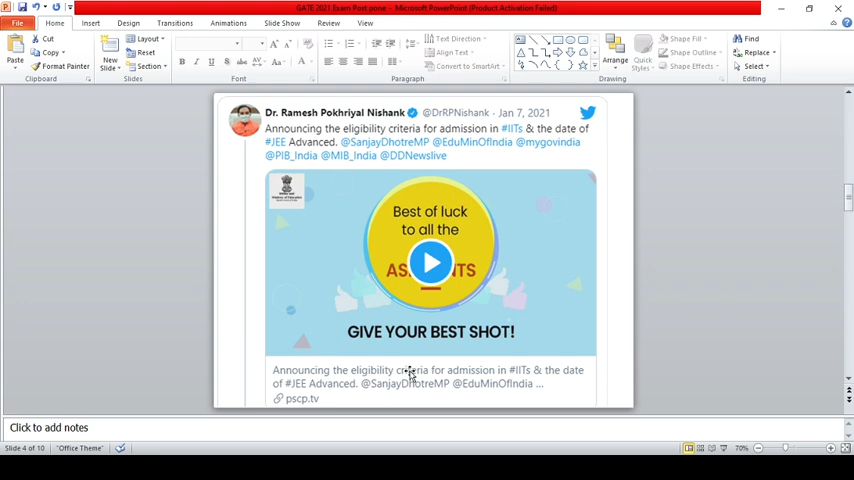 GATE 2021 Exam Post.pone - Microsoft PowerPoint (Product Activation Failed)
File Home Insert Design Transitions Animations Slide Show Review View
Cut
Copy
Format Painter
Paste
Clipboard
New
Slide
Layout
Reset
Section
Slides
Font
Text Direction
Align Text
Convert to SmartArt
Paragraph
Arrange
Quick
Styles
Shape Fill
Shape Outline
Shape Effects
Drawing
Find
Replace
Select
Editing
Dr. Ramesh Pokhriyal Nishank @DrRPNishank · Jan 7, 2021
Announcing the eligibility criteria for admission in #IITs & the date of
#JEE Advanced. @SanjayDhotreMP @EduMinOfIndia @mygovindia
@PIB_India @MIB_India @DDNewslive
Best of luck
to all the
GIVE YOUR BEST SHOT!
Announcing the eligibility criteria for admission in #IITs & the date
of #JEE Advanced. @SanjayDhotreMP @EduMinOfIndia ...
pscp.tv
Click to add notes
Slide 4 of 10 "Office Theme" 70%